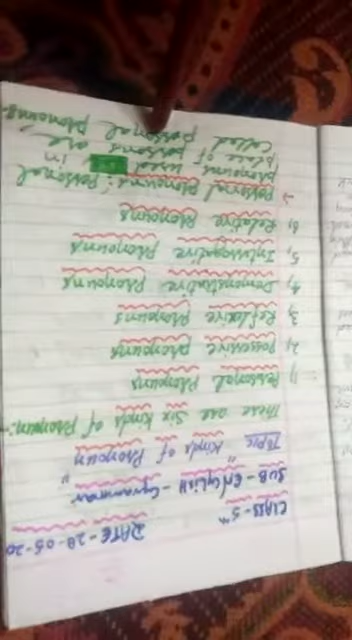 CLASS - 5th
DATE - 28-05-20
SUB - English - Grammar
Topic "Kinds of Pronoun"
There are six kinds of Pronoun:-
1, Personal Pronouns
2, Possessive Pronouns
3, Reflexive Pronouns
4, Demonstrative Pronouns
5, Interrogative Pronouns
6, Relative Pronouns
→ Personal Pronouns: Personal
pronouns used in
place of persons are
called personal pronouns.